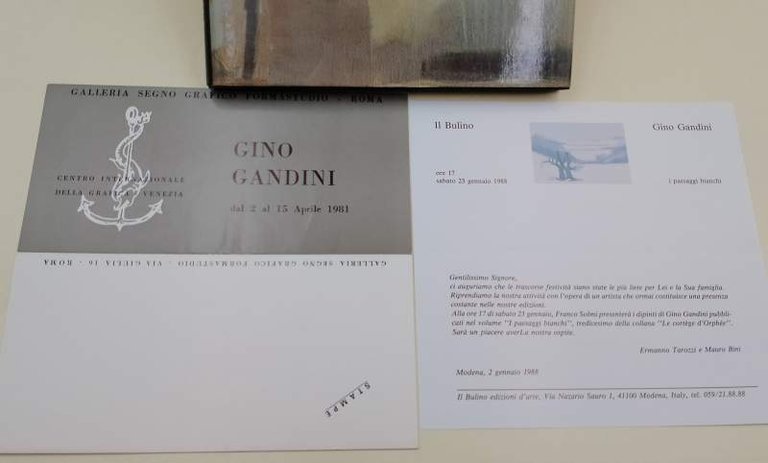 GALLERIA SEGNO GRAFICO FORMASTUDIO - ROMA
GINO
GANDINI
CENTRO INTERNAZIONALE
DELLA GRAFICA - VENEZIA
dal 2 al 15 Aprile 1981
GALLERIA SEGNO GRAFICO FORMASTUDIO - VIA GIULIA 16 - ROMA
STAMPE
Il Bulino
Gino Gandini
ore 17
sabato 23 gennaio 1988
i paesaggi bianchi
Gentilissimo Signore,
ci auguriamo che le trascorse festività siano state le più liete per Lei e la Sua famiglia.
Riprendiamo la nostra attività con l'opera di un artista che ormai costituisce una presenza
costante nelle nostre edizioni.
Alla ore 17 di sabato 23 gennaio, Franco Solmi presenterà i dipinti di Gino Gandini pubbli-
cati nel volume "I paesaggi bianchi", tredicesimo della collana "Le cortège d'Orphée".
Sarà un piacere averLa nostra ospite.
Ermanno Tarozzi e Mauro Bini
Modena, 2 gennaio 1988
Il Bulino edizioni d'arte, Via Nazario Sauro 1, 41100 Modena, Italy, tel. 059/21.88.88